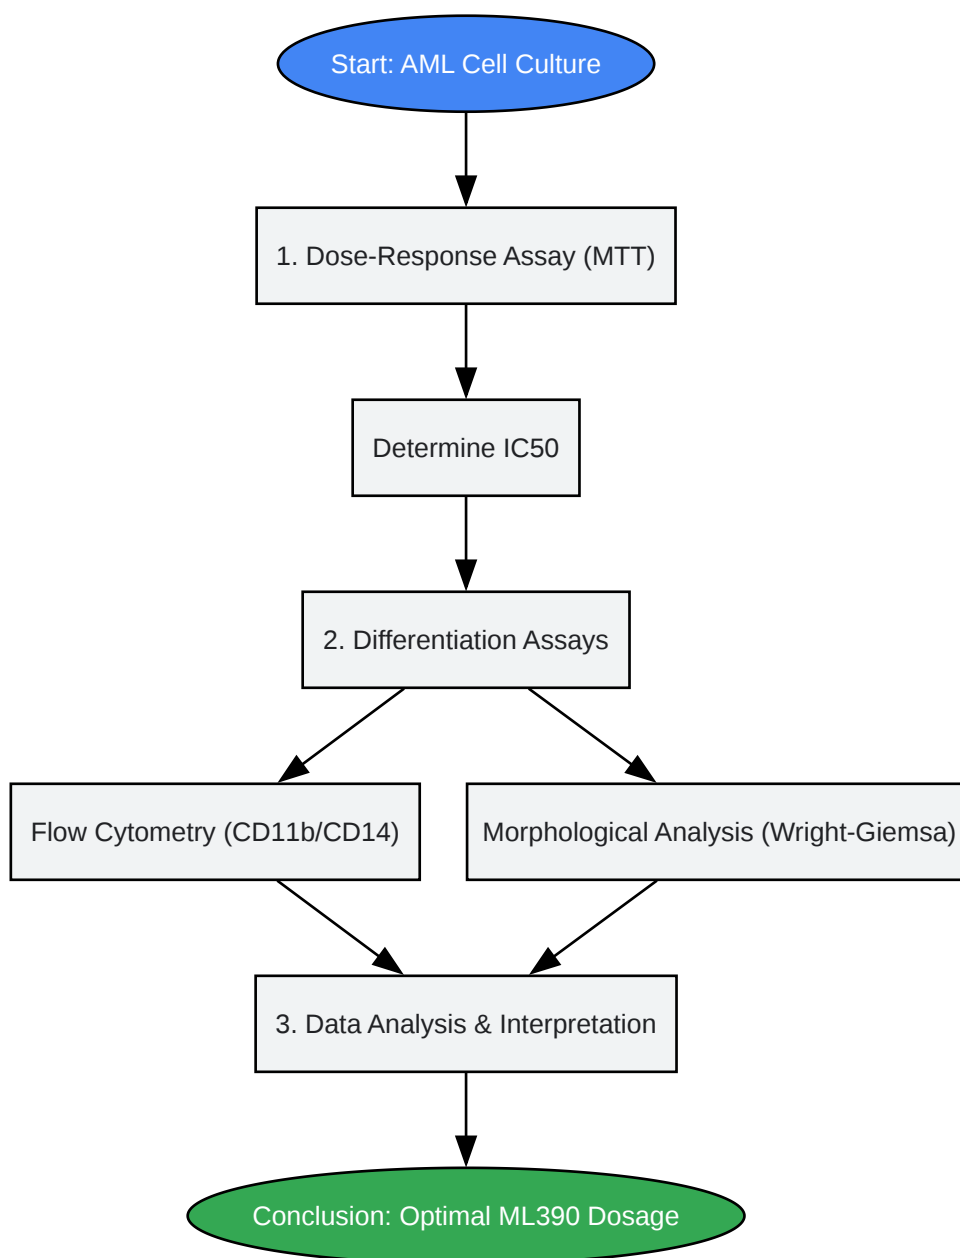 Start: AML Cell Culture
1. Dose-Response Assay (MTT)
Determine IC50
2. Differentiation Assays
Flow Cytometry (CD11b/CD14)
Morphological Analysis (Wright-Giemsa)
3. Data Analysis & Interpretation
Conclusion: Optimal ML390 Dosage